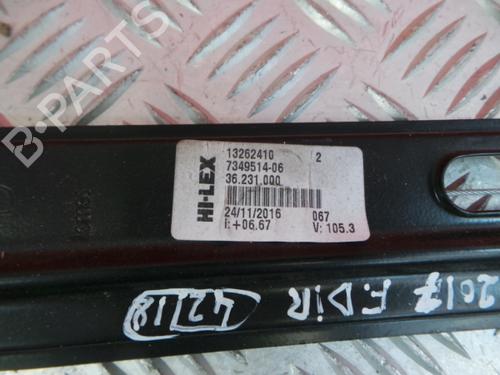 B-PARTS
HI-LEX
13262410 2
7349514-06
36.231.000
24/11/2016 067
i:+06,67 V: 105.3
2017 F.DIR
42718